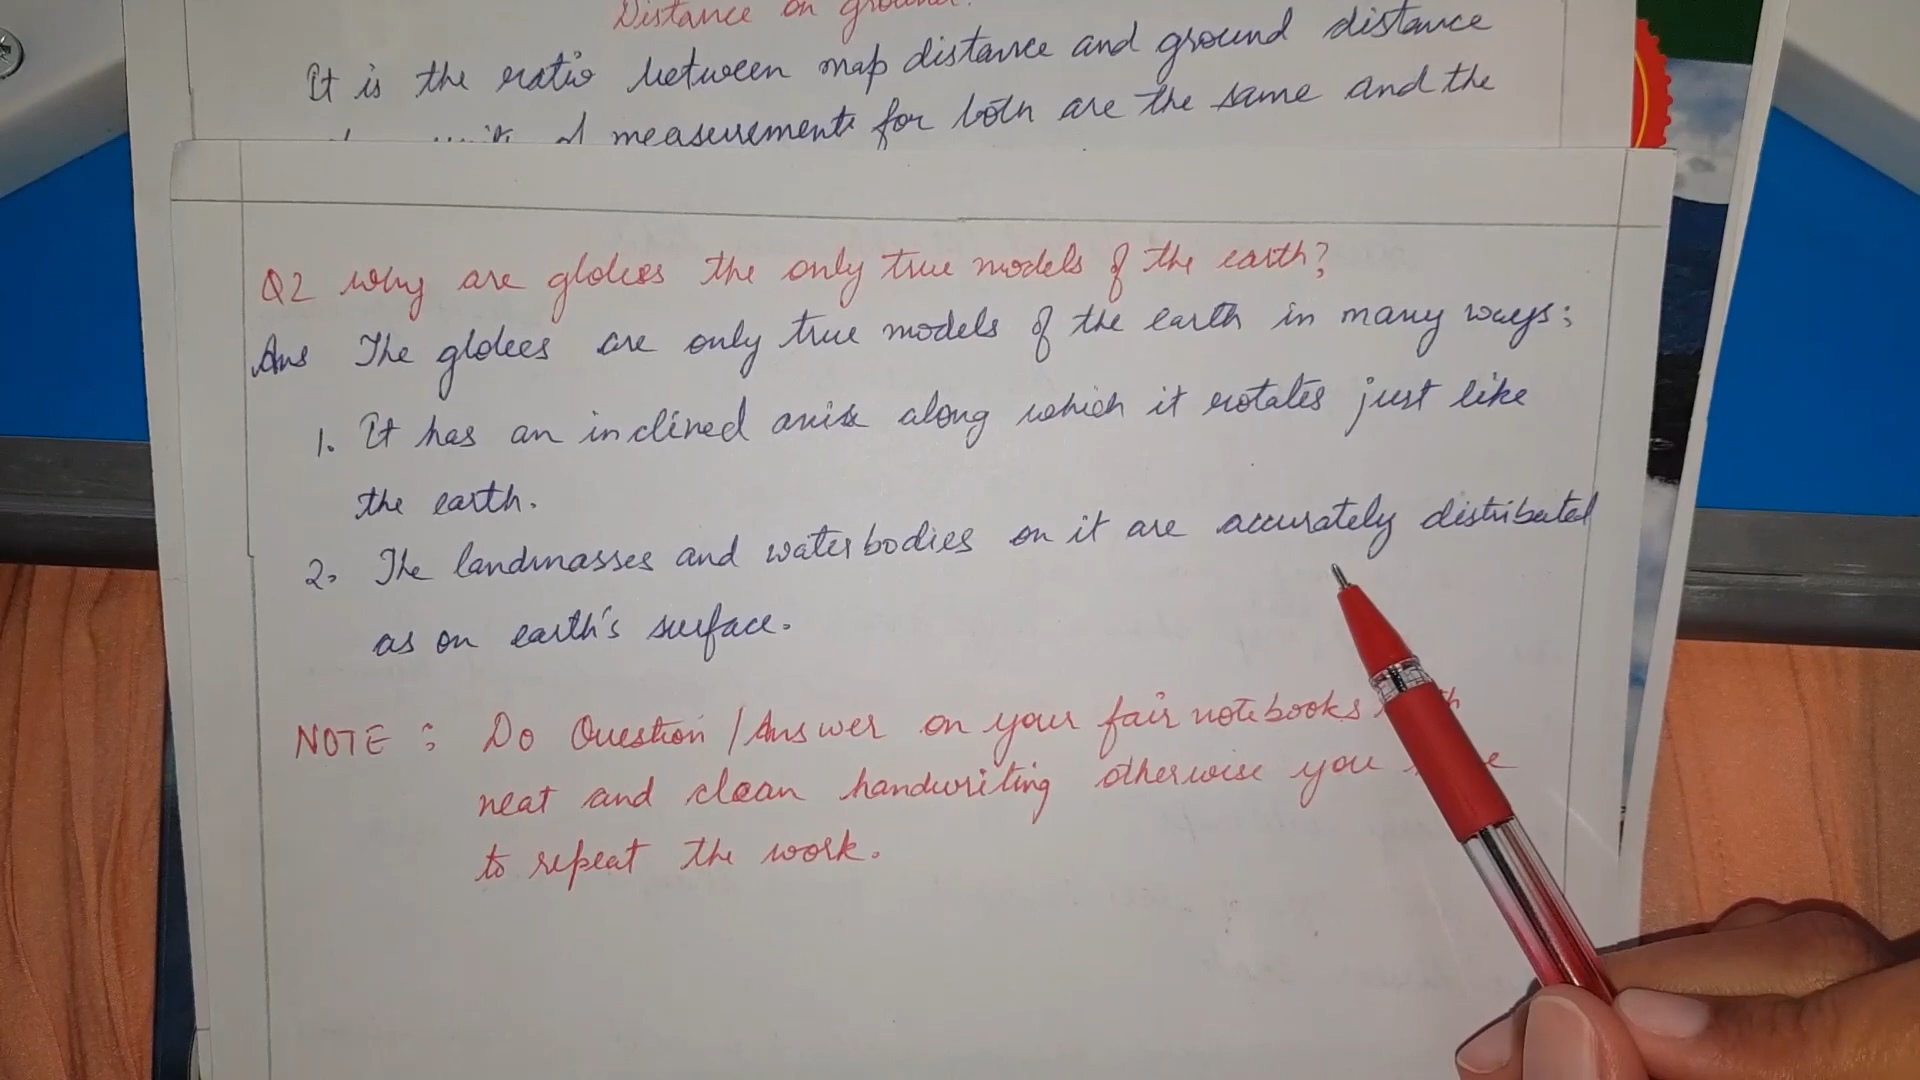 Distance on ground.
It is the ratio between map distance and ground distance
of measurements for both are the same and the
Q2 why are globes the only true models of the earth?
Ans The globes are only true models of the earth in many ways;
1. It has an inclined axis along which it rotates just like
the earth.
2. The landmasses and waterbodies on it are accurately distributed
as on earth's surface.
NOTE : Do Question / Answer on your fair notebooks
neat and clean handwriting otherwise you
to repeat the work.